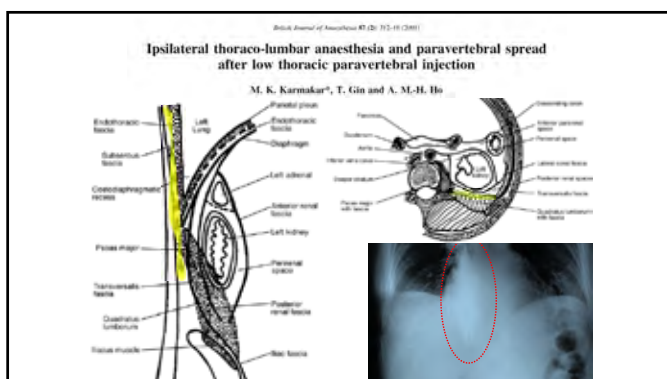 British Journal of Anaesthesia 87 (2): 312–16 (2001)
Ipsilateral thoraco-lumbar anaesthesia and paravertebral spread
after low thoracic paravertebral injection
M. K. Karmakar*, T. Gin and A. M.-H. Ho
Endothoracic
fascia
Subserous
fascia
Costodiaphragmatic
recess
Psoas major
Transversalis
fascia
Quadratus
lumborum
Iliacus muscle
Left
Lung
Parietal pleura
Endothoracic
fascia
Diaphragm
Left adrenal
Anterior renal
fascia
Left kidney
Perirenal
space
Posterior
renal fascia
Iliac fascia
Pancreas
Duodenum
Aorta
Inferior vena cava
Psoas major
with fascia
Left
kidney
Descending colon
Anterior pararenal
space
Perirenal space
Lateral conal fascia
Posterior renal space
Transversalis fascia
Quadratus lumborum
with fascia